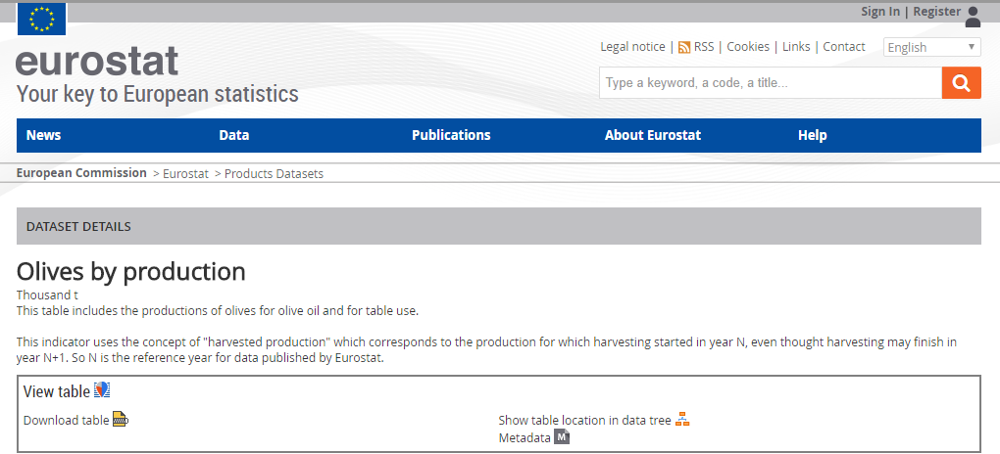 Sign In | Register
Legal notice | RSS | Cookies | Links | Contact
English
eurostat
Your key to European statistics
Type a keyword, a code, a title...
News Data Publications About Eurostat Help
European Commission > Eurostat > Products Datasets
DATASET DETAILS
Olives by production
Thousand t
This table includes the productions of olives for olive oil and for table use.
This indicator uses the concept of "harvested production" which corresponds to the production for which harvesting started in year N, even thought harvesting may finish in
year N+1. So N is the reference year for data published by Eurostat.
View table
Download table
Show table location in data tree
Metadata M